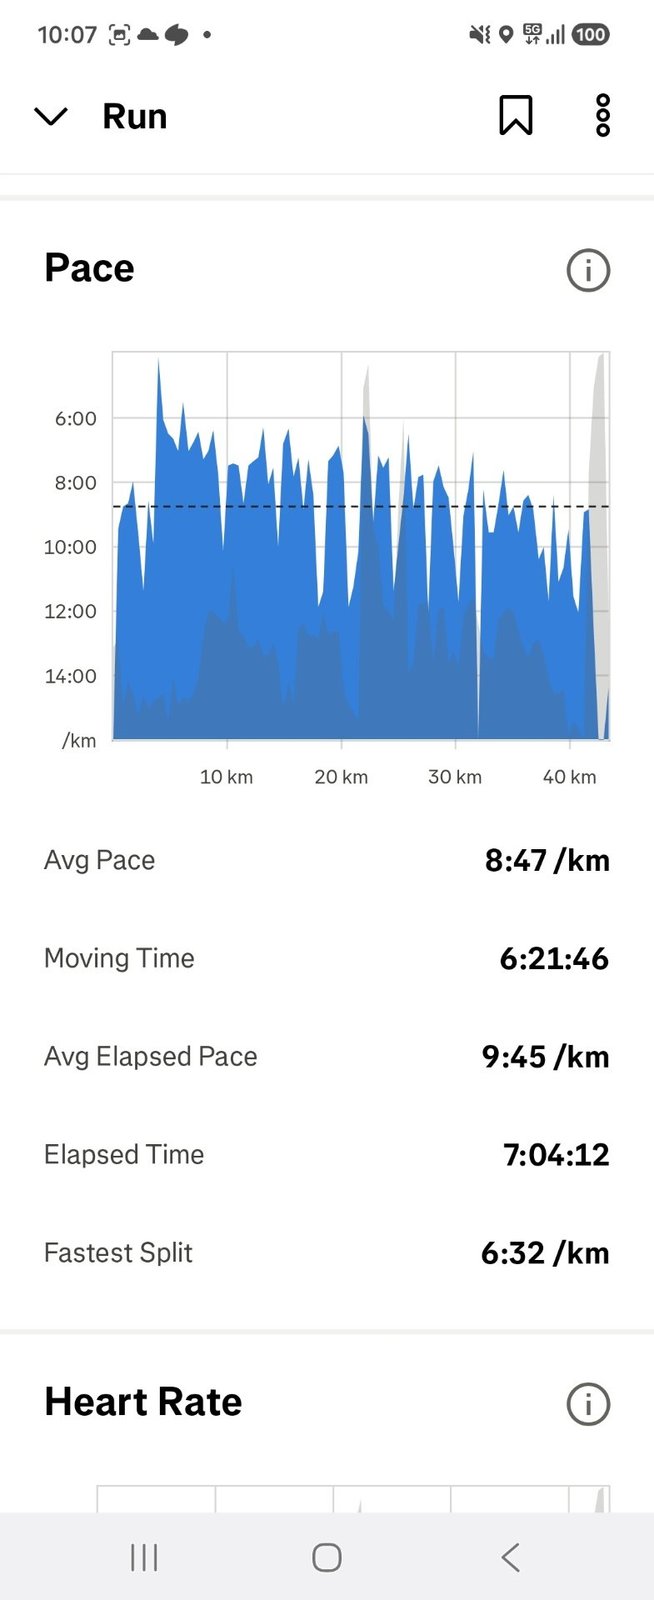 10:07
5G
100
Run
Pace
6:00
8:00
10:00
12:00
14:00
/km
10 km 20 km 30 km 40 km
Avg Pace 8:47 /km
Moving Time 6:21:46
Avg Elapsed Pace 9:45 /km
Elapsed Time 7:04:12
Fastest Split 6:32 /km
Heart Rate